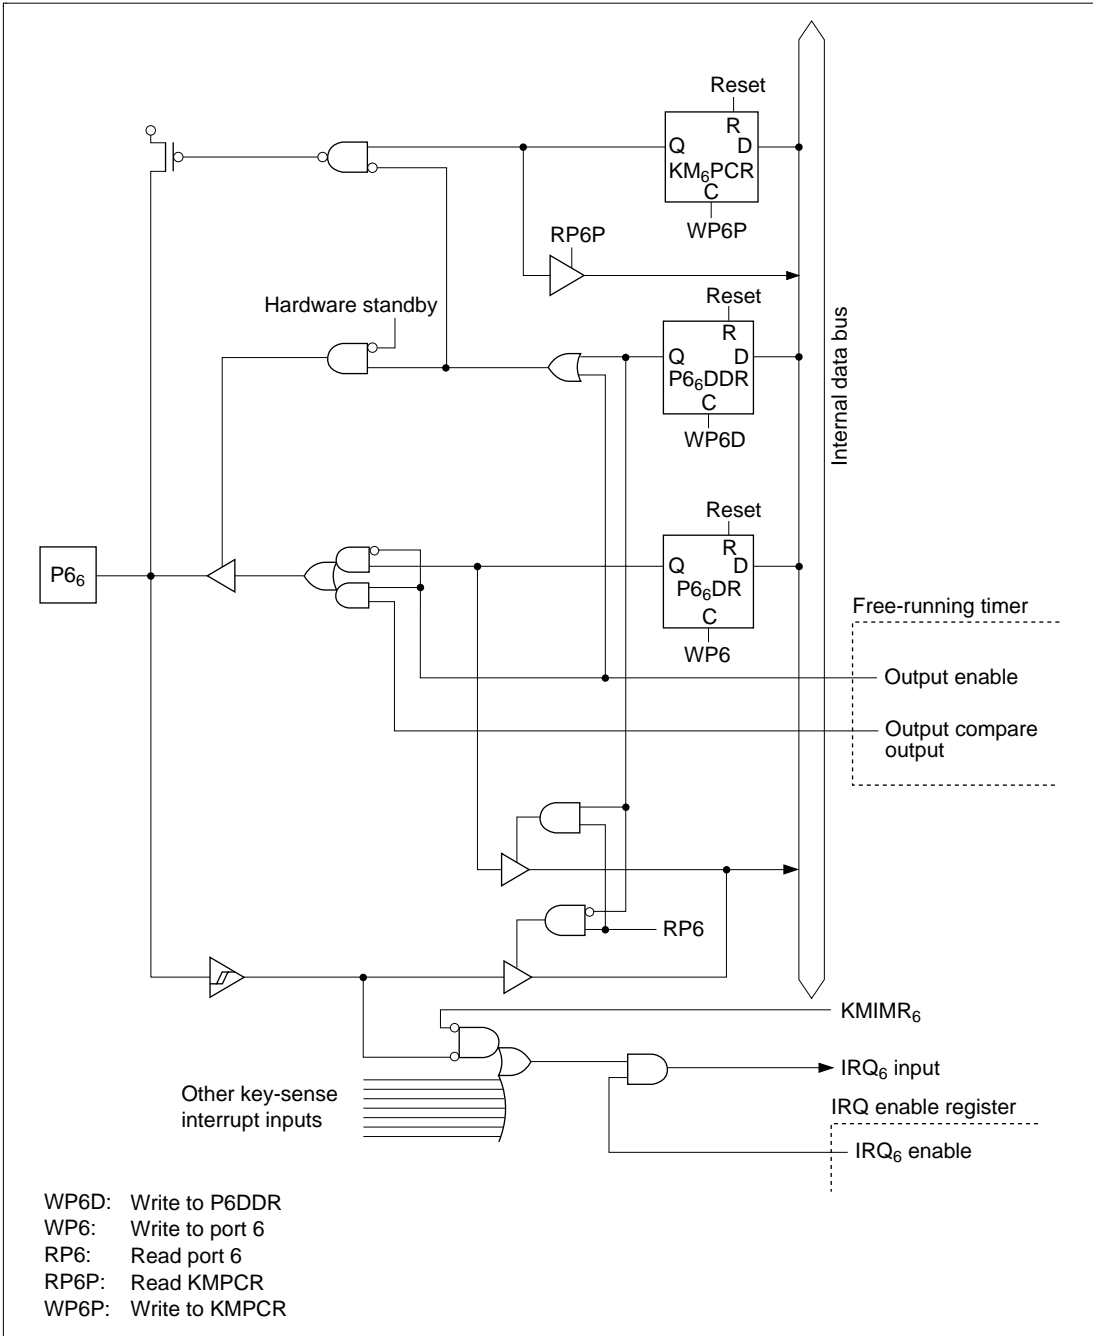 Reset
R
Q D
KM₆PCR
C
WP6P
RP6P
Hardware standby
Reset
R
Q D
P6₆DDR
C
WP6D
Internal data bus
Reset
R
Q D
P6₆DR
C
WP6
P6₆
Free-running timer
Output enable
Output compare
output
RP6
KMIMR₆
Other key-sense
interrupt inputs
IRQ₆ input
IRQ enable register
IRQ₆ enable
WP6D: Write to P6DDR
WP6: Write to port 6
RP6: Read port 6
RP6P: Read KMPCR
WP6P: Write to KMPCR